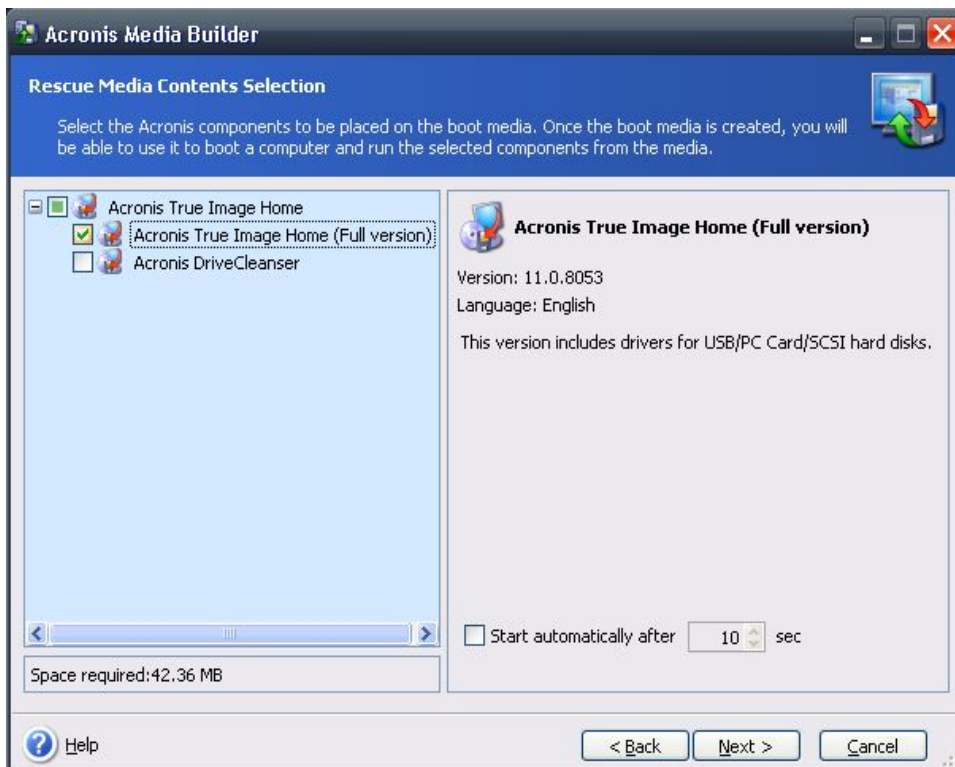 Acronis Media Builder
Rescue Media Contents Selection
Select the Acronis components to be placed on the boot media. Once the boot media is created, you will
be able to use it to boot a computer and run the selected components from the media.
Acronis True Image Home
Acronis True Image Home (Full version)
Acronis DriveCleanser
Space required:42.36 MB
Acronis True Image Home (Full version)
Version: 11.0.8053
Language: English
This version includes drivers for USB/PC Card/SCSI hard disks.
Start automatically after 10 sec
Help
< Back
Next >
Cancel